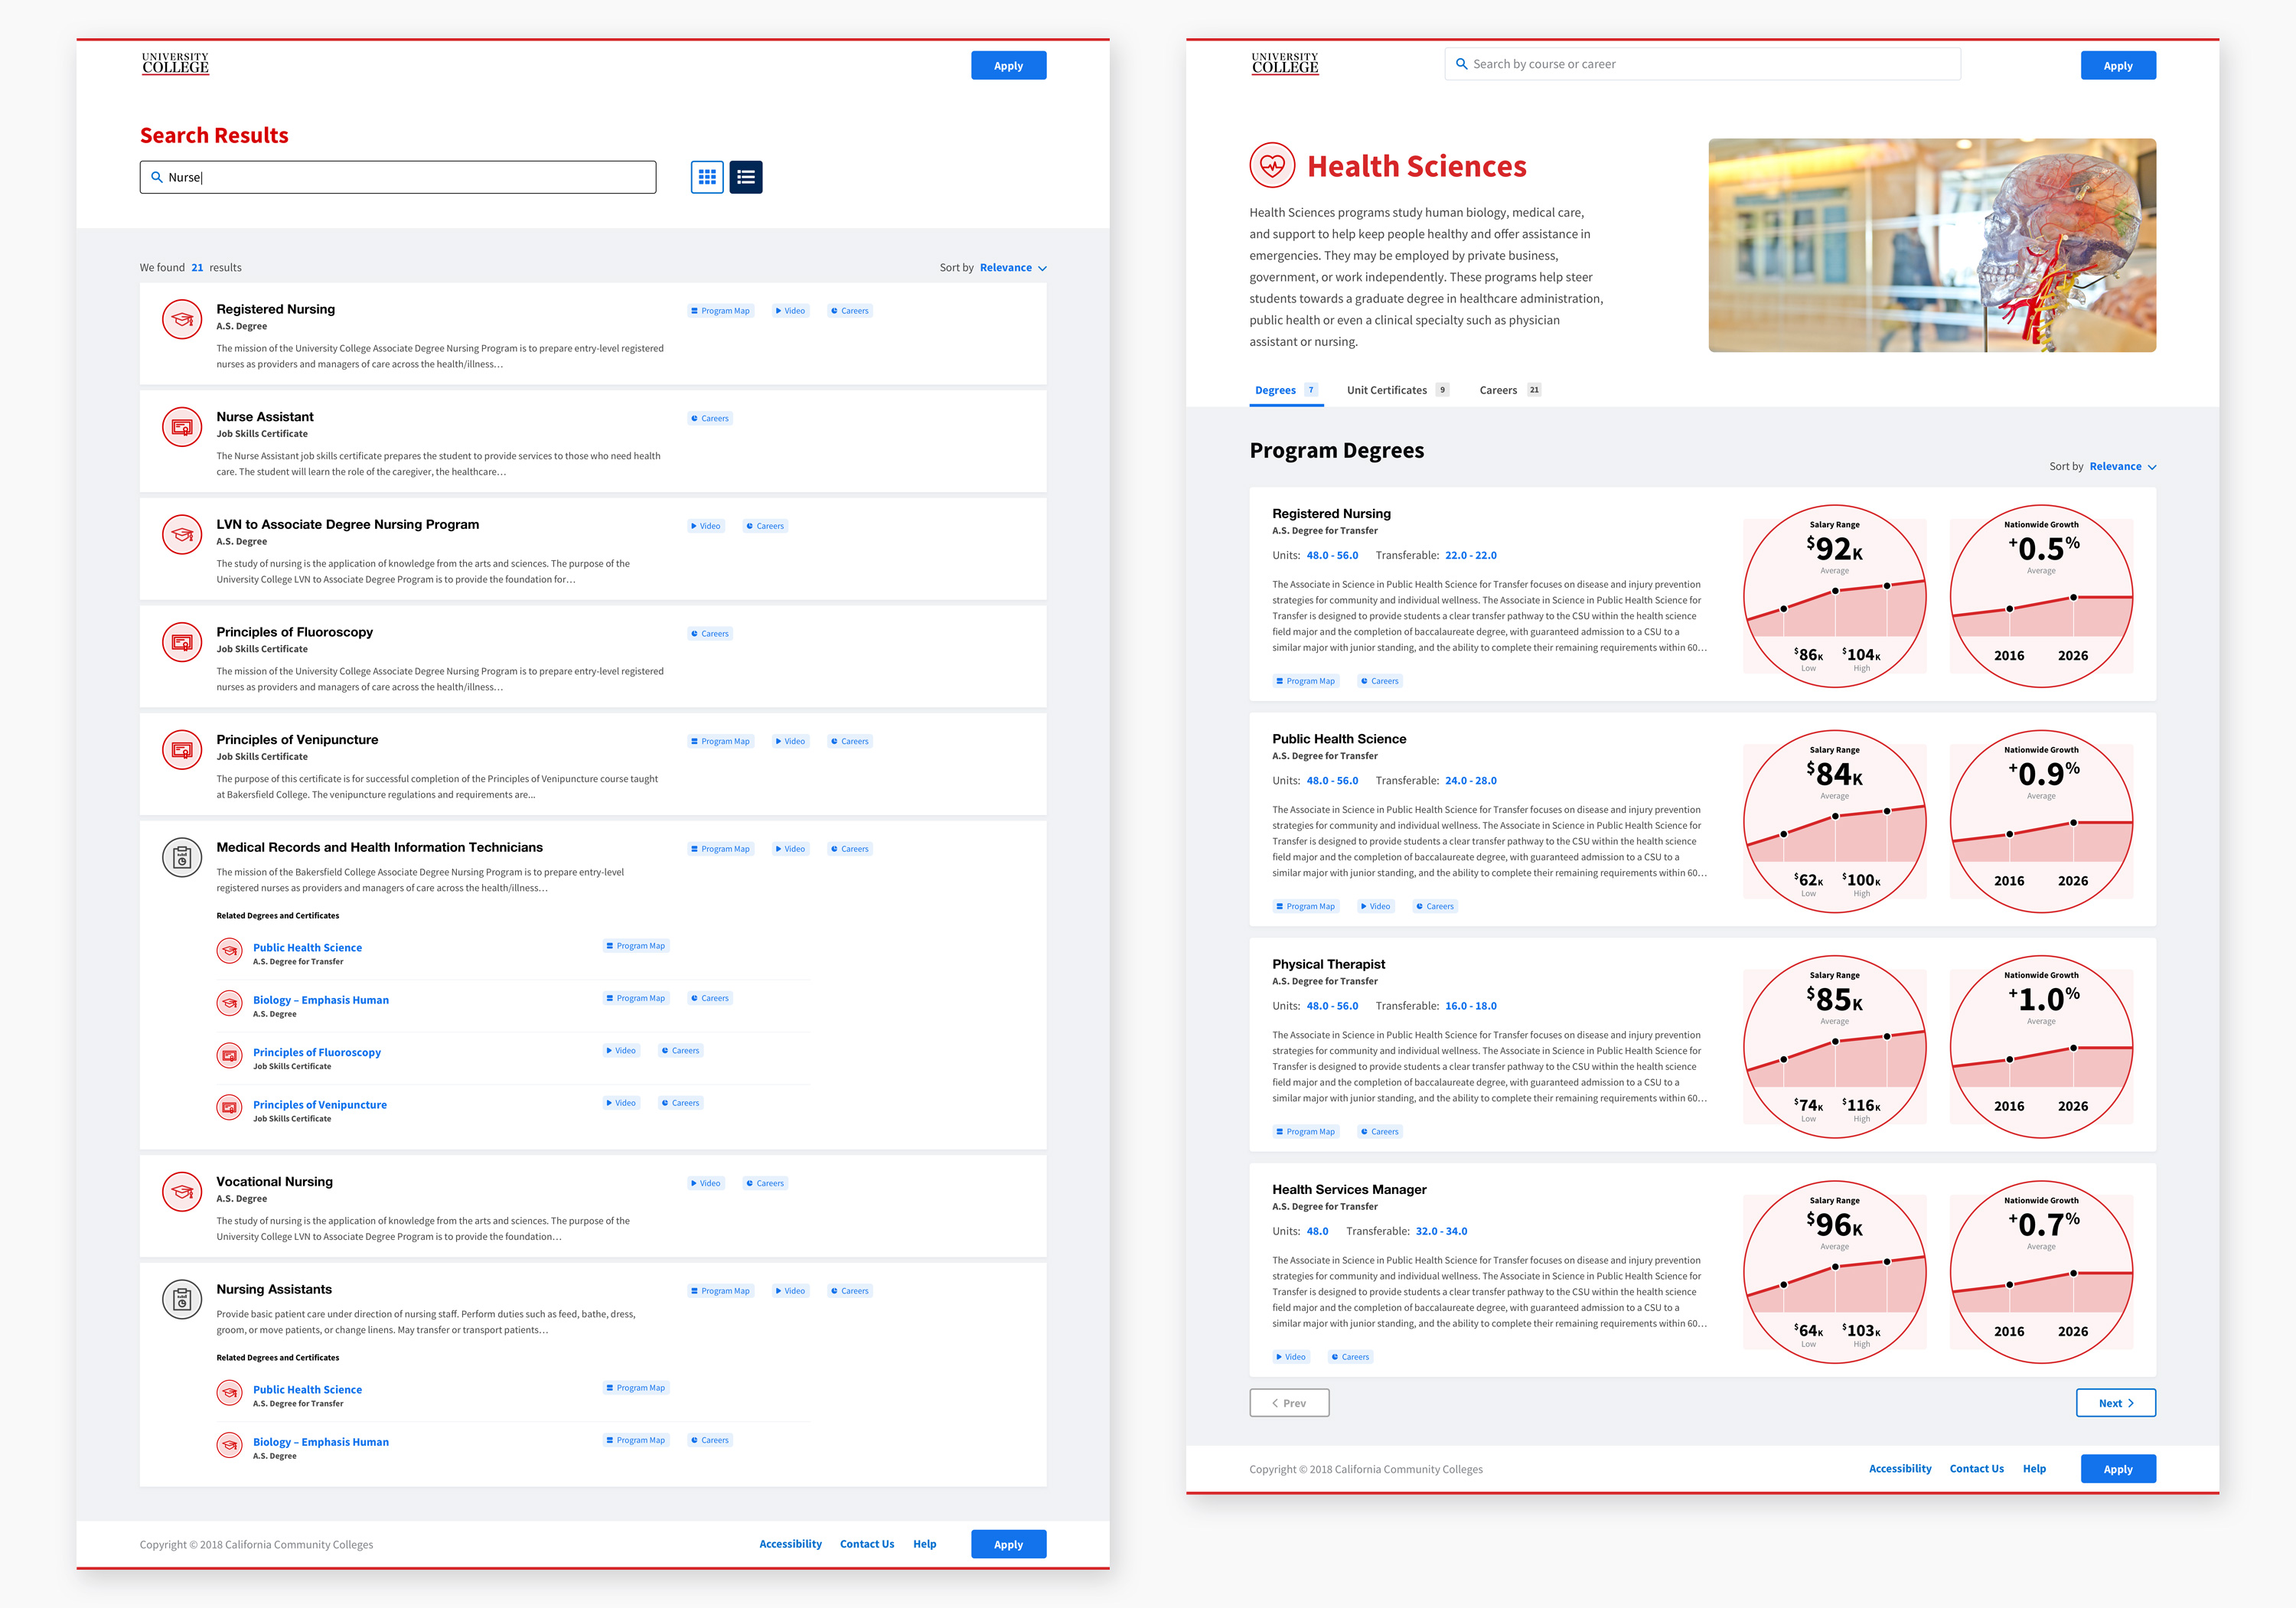 UNIVERSITY
COLLEGE
Apply
Search Results
Nurse
We found 21 results
Sort by Relevance
Registered Nursing
A.S. Degree
The mission of the University College Associate Degree Nursing Program is to prepare entry-level registered
nurses as providers and managers of care across the health/illness…
Program Map
Video
Careers
Nurse Assistant
Job Skills Certificate
The Nurse Assistant job skills certificate prepares the student to provide services to those who need health
care. The student will learn the role of the caregiver, the healthcare…
Careers
LVN to Associate Degree Nursing Program
A.S. Degree
The study of nursing is the application of knowledge from the arts and sciences. The purpose of the
University College LVN to Associate Degree Program is to provide the foundation for…
Video
Careers
Principles of Fluoroscopy
Job Skills Certificate
The mission of the University College Associate Degree Nursing Program is to prepare entry-level registered
nurses as providers and managers of care across the health/illness…
Careers
Principles of Venipuncture
Job Skills Certificate
The purpose of this certificate is for successful completion of the Principles of Venipuncture course taught
at Bakersfield College. The venipuncture regulations and requirements are...
Program Map
Video
Careers
Medical Records and Health Information Technicians
The mission of the Bakersfield College Associate Degree Nursing Program is to prepare entry-level
registered nurses as providers and managers of care across the health/illness…
Program Map
Video
Careers
Related Degrees and Certificates
Public Health Science
A.S. Degree for Transfer
Program Map
Biology – Emphasis Human
A.S. Degree
Program Map
Careers
Principles of Fluoroscopy
Job Skills Certificate
Video
Careers
Principles of Venipuncture
Job Skills Certificate
Video
Careers
Vocational Nursing
A.S. Degree
The study of nursing is the application of knowledge from the arts and sciences. The purpose of the
University College LVN to Associate Degree Program is to provide the foundation…
Video
Careers
Nursing Assistants
Provide basic patient care under direction of nursing staff. Perform duties such as feed, bathe, dress,
groom, or move patients, or change linens. May transfer or transport patients…
Program Map
Video
Careers
Related Degrees and Certificates
Public Health Science
A.S. Degree for Transfer
Program Map
Biology – Emphasis Human
A.S. Degree
Program Map
Careers
Copyright © 2018 California Community Colleges
Accessibility
Contact Us
Help
Apply
UNIVERSITY
COLLEGE
Search by course or career
Apply
Health Sciences
Health Sciences programs study human biology, medical care,
and support to help keep people healthy and offer assistance in
emergencies. They may be employed by private business,
government, or work independently. These programs help steer
students towards a graduate degree in healthcare administration,
public health or even a clinical specialty such as physician
assistant or nursing.
Degrees 7
Unit Certificates 9
Careers 21
Program Degrees
Sort by Relevance
Registered Nursing
A.S. Degree for Transfer
Units: 48.0 - 56.0 Transferable: 22.0 - 22.0
The Associate in Science in Public Health Science for Transfer focuses on disease and injury prevention
strategies for community and individual wellness. The Associate in Science in Public Health Science for
Transfer is designed to provide students a clear transfer pathway to the CSU within the health science
field major and the completion of baccalaureate degree, with guaranteed admission to a CSU to a
similar major with junior standing, and the ability to complete their remaining requirements within 60…
Program Map
Careers
Salary Range
$92K
Average
$86K $104K
Low High
Nationwide Growth
+0.5%
Average
2016 2026
Public Health Science
A.S. Degree for Transfer
Units: 48.0 - 56.0 Transferable: 24.0 - 28.0
The Associate in Science in Public Health Science for Transfer focuses on disease and injury prevention
strategies for community and individual wellness. The Associate in Science in Public Health Science for
Transfer is designed to provide students a clear transfer pathway to the CSU within the health science
field major and the completion of baccalaureate degree, with guaranteed admission to a CSU to a
similar major with junior standing, and the ability to complete their remaining requirements within 60…
Program Map
Video
Careers
Salary Range
$84K
Average
$62K $100K
Low High
Nationwide Growth
+0.9%
Average
2016 2026
Physical Therapist
A.S. Degree for Transfer
Units: 48.0 - 56.0 Transferable: 16.0 - 18.0
The Associate in Science in Public Health Science for Transfer focuses on disease and injury prevention
strategies for community and individual wellness. The Associate in Science in Public Health Science for
Transfer is designed to provide students a clear transfer pathway to the CSU within the health science
field major and the completion of baccalaureate degree, with guaranteed admission to a CSU to a
similar major with junior standing, and the ability to complete their remaining requirements within 60…
Program Map
Careers
Salary Range
$85K
Average
$74K $116K
Low High
Nationwide Growth
+1.0%
Average
2016 2026
Health Services Manager
A.S. Degree for Transfer
Units: 48.0 Transferable: 32.0 - 34.0
The Associate in Science in Public Health Science for Transfer focuses on disease and injury prevention
strategies for community and individual wellness. The Associate in Science in Public Health Science for
Transfer is designed to provide students a clear transfer pathway to the CSU within the health science
field major and the completion of baccalaureate degree, with guaranteed admission to a CSU to a
similar major with junior standing, and the ability to complete their remaining requirements within 60…
Video
Careers
Salary Range
$96K
Average
$64K $103K
Low High
Nationwide Growth
+0.7%
Average
2016 2026
Prev
Next
Copyright © 2018 California Community Colleges
Accessibility
Contact Us
Help
Apply